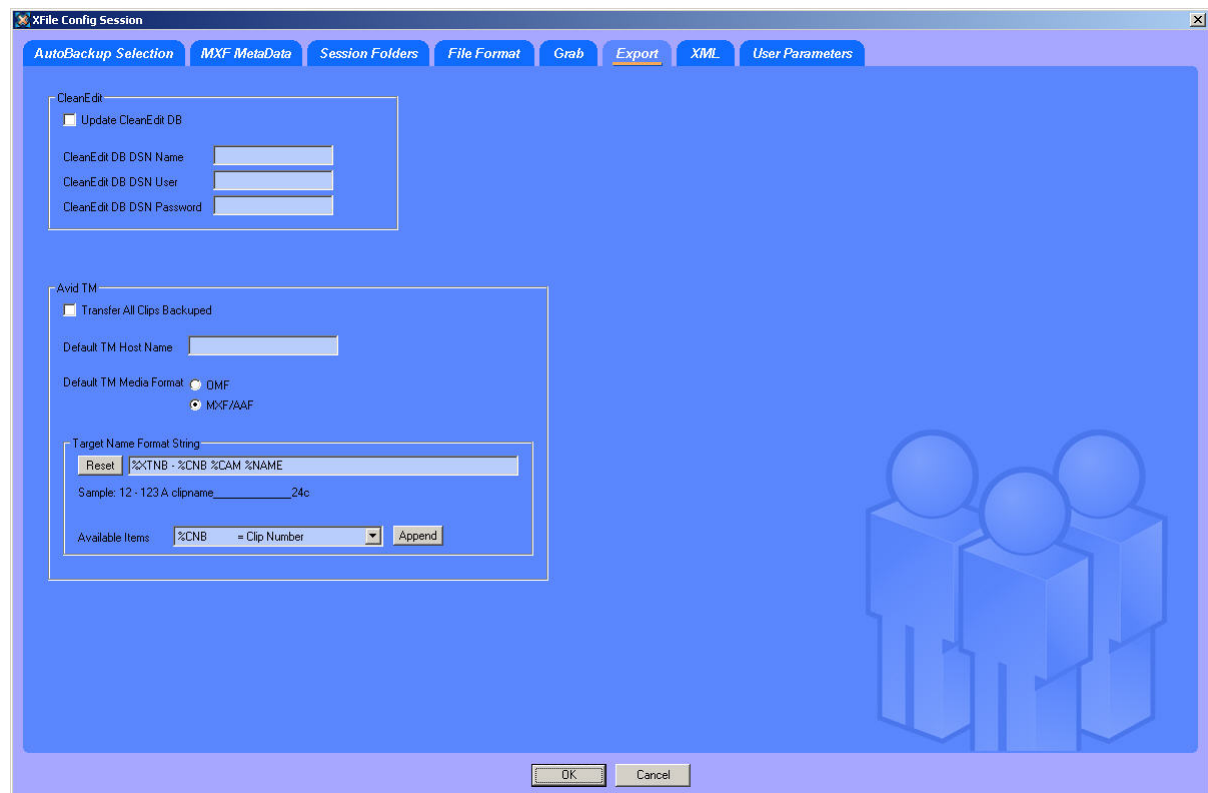 XFile Config Session
AutoBackup Selection MXF MetaData Session Folders File Format Grab Export XML User Parameters
CleanEdit
Update CleanEdit DB
CleanEdit DB DSN Name
CleanEdit DB DSN User
CleanEdit DB DSN Password
Avid TM
Transfer All Clips Backuped
Default TM Host Name
Default TM Media Format OMF
MXF/AAF
Target Name Format String
Reset %XTNB - %CNB %CAM %NAME
Sample: 12 - 123 A clipname____________24c
Available Items %CNB = Clip Number Append
OK Cancel